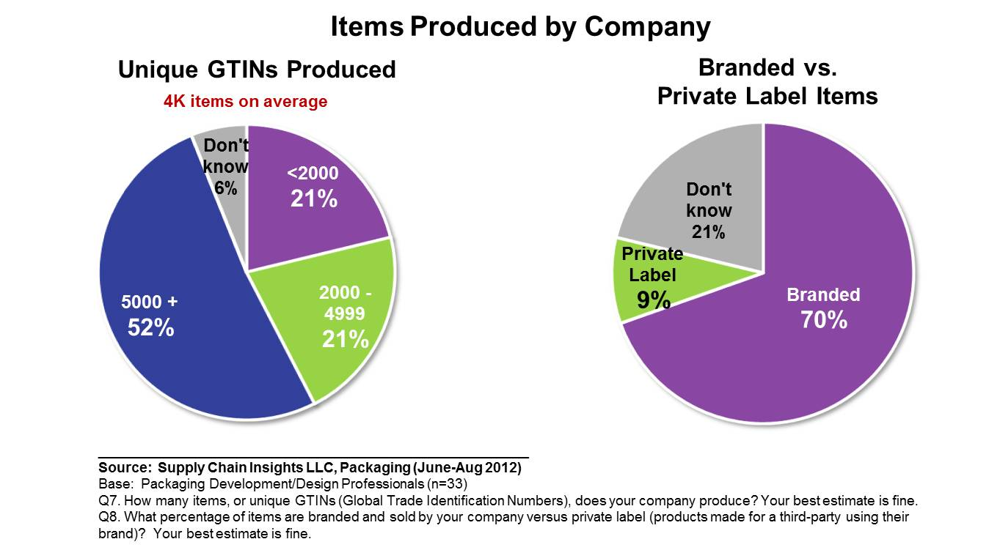 Items Produced by Company
Unique GTINs Produced
4K items on average
Don't
know
6%
<2000
21%
2000 -
4999
21%
5000 +
52%
Branded vs.
Private Label Items
Don't
know
21%
Private
Label
9%
Branded
70%
Source: Supply Chain Insights LLC, Packaging (June-Aug 2012)
Base: Packaging Development/Design Professionals (n=33)
Q7. How many items, or unique GTINs (Global Trade Identification Numbers), does your company produce? Your best estimate is fine.
Q8. What percentage of items are branded and sold by your company versus private label (products made for a third-party using their
brand)? Your best estimate is fine.